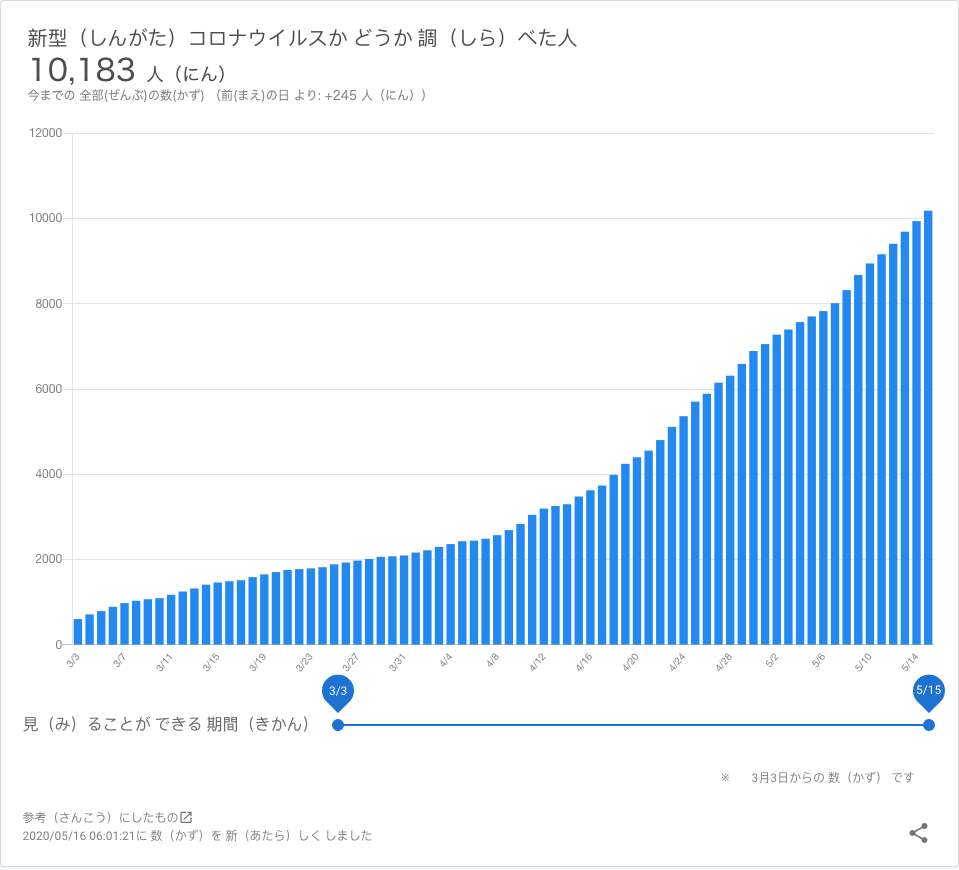 新型（しんがた）コロナウイルスか どうか 調（しら）べた人
10,183 人（にん）
今までの 全部(ぜんぶ)の数(かず) （前(まえ)の日 より: +245 人（にん））
12000
10000
8000
6000
4000
2000
0
3/3 3/7 3/11 3/15 3/19 3/23 3/27 3/31 4/4 4/8 4/12 4/16 4/20 4/24 4/28 5/2 5/6 5/10 5/14
3/3 5/15
見（み）ることが できる 期間（きかん）
※ 3月3日からの 数（かず） です
参考（さんこう）にしたもの
2020/05/16 06:01:21に 数（かず）を 新（あたら）しく しました